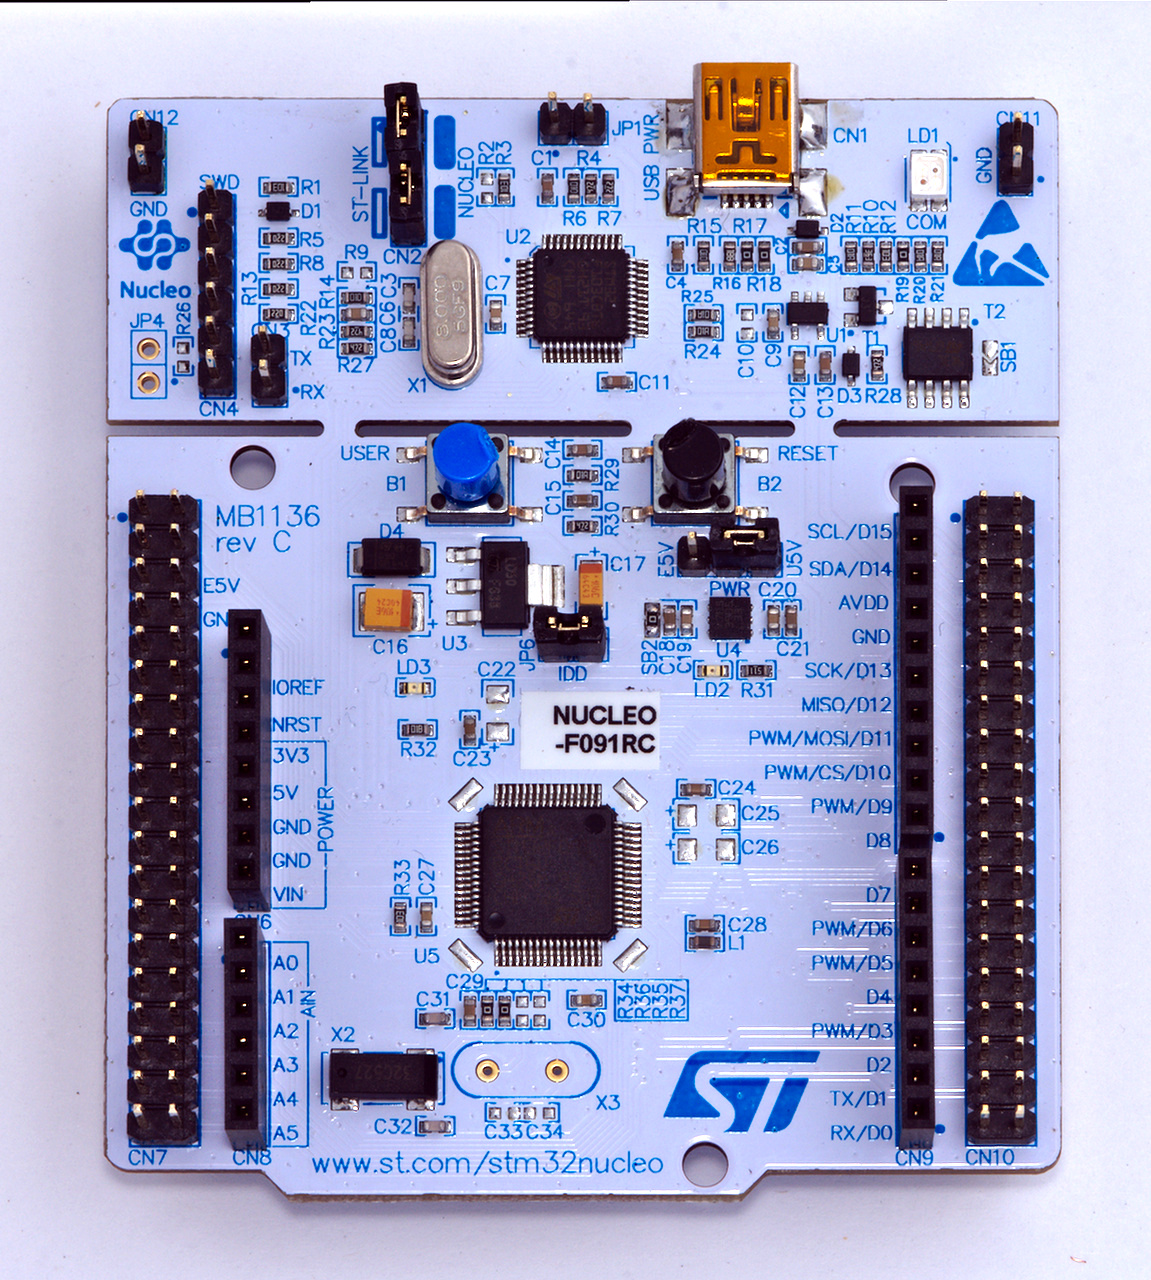 CN12
GND
Nucleo
JP4
R26
SWD
CN4
R1
D1
R5
R8
R13
R22
CN3
TX
RX
ST-LINK
NUCLEO
CN2
R9
R14
R23
R27
C3
C6
C8
X1
R2
R3
C1
R4
JP1
R6
R7
U2
C7
8.000
C11
USB PWR
CN1
R15
R17
C4
R16
R18
C2
D2
R11
R10
R12
R19
R20
R21
R25
R24
C10
C9
U1
T1
C12
C13
D3
R28
T2
SB1
LD1
COM
CN11
GND
USER
B1
C14
R29
C15
R30
RESET
B2
MB1136
rev C
D4
C16
U3
C17
JP6
IDD
E5V
U5V
PWR
C20
SB2
C18
C19
U4
C21
LD2
R31
LD3
R32
C22
C23
NUCLEO
-F091RC
E5V
IOREF
NRST
3V3
5V
GND
GND
VIN
POWER
CN6
A0
A1
A2
A3
A4
A5
AIN
CN7
CN8
SCL/D15
SDA/D14
AVDD
GND
SCK/D13
MISO/D12
PWM/MOSI/D11
PWM/CS/D10
PWM/D9
D8
D7
PWM/D6
PWM/D5
D4
PWM/D3
D2
TX/D1
RX/D0
CN9
CN10
C24
C25
C26
R33
C27
U5
C28
L1
C29
C31
C30
R34
R36
R35
R37
X2
X3
C32
C33
C34
ST
www.st.com/stm32nucleo